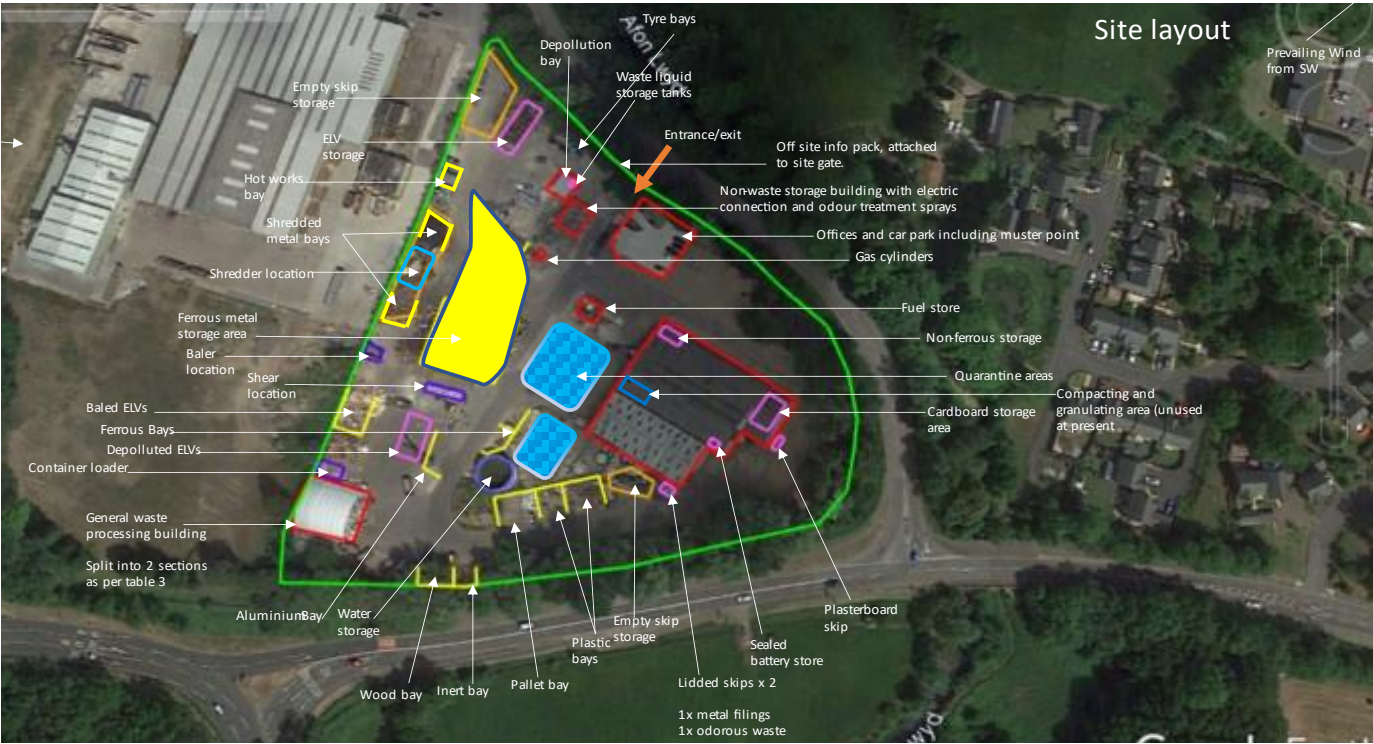 Site layout
Prevailing Wind
from SW
Tyre bays
Afon Lwyd
Depollution
bay
Waste liquid
storage tanks
Empty skip
storage
ELV
storage
Entrance/exit
Off site info pack, attached
to site gate.
Hot works
bay
Non-waste storage building with electric
connection and odour treatment sprays
Shredded
metal bays
Offices and car park including muster point
Gas cylinders
Shredder location
Fuel store
Ferrous metal
storage area
Non-ferrous storage
Baler
location
Shear
location
Quarantine areas
Compacting and
granulating area (unused
at present
Cardboard storage
area
Baled ELVs
Ferrous Bays
Depolluted ELVs
Container loader
General waste
processing building
Split into 2 sections
as per table 3
Aluminium Bay
Water
storage
Plastic
bays
Empty skip
storage
Sealed
battery store
Plasterboard
skip
Wood bay
Inert bay
Pallet bay
Lidded skips x 2
1x metal filings
1x odorous waste
wyd